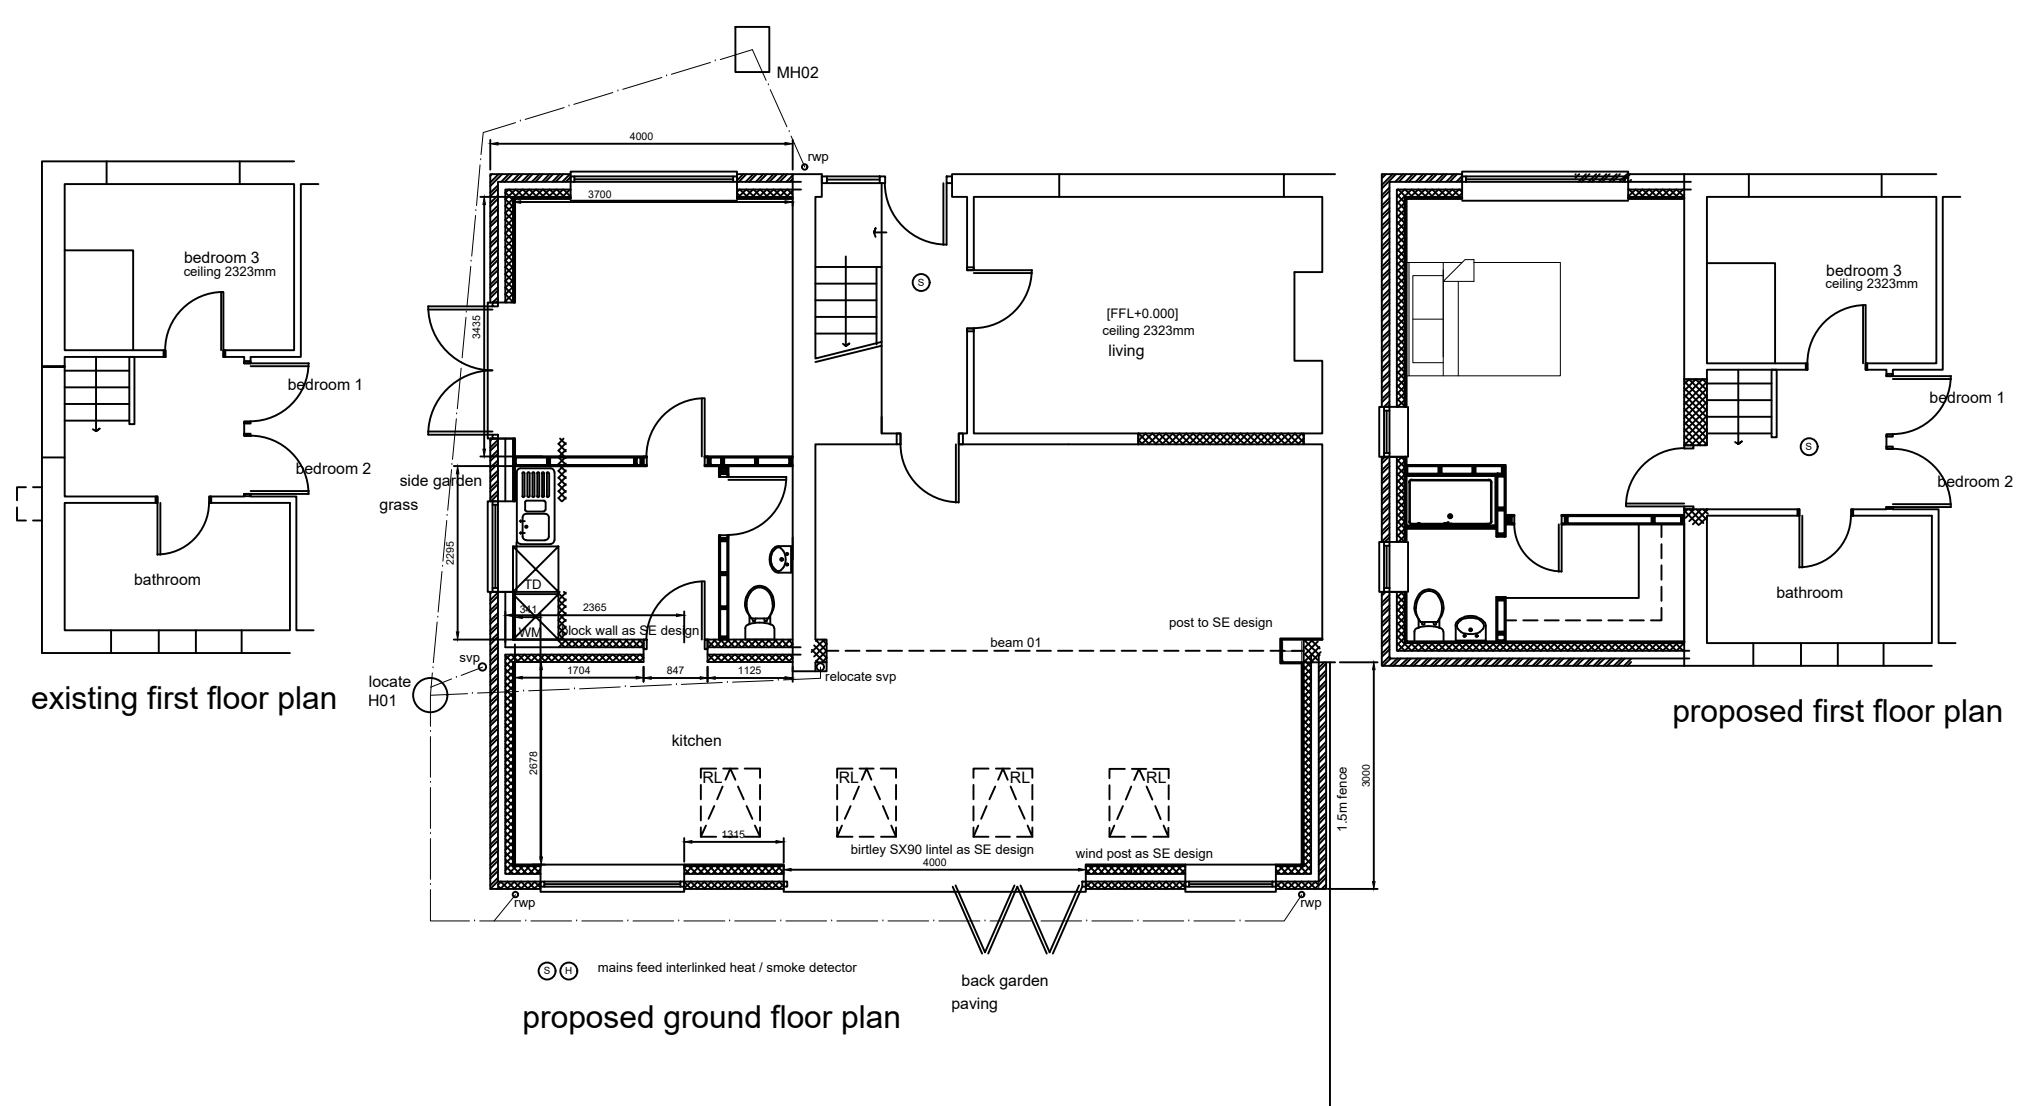 MH02
4000
rwp
3700
bedroom 3
ceiling 2323mm
bedroom 1
bedroom 2
bathroom
existing first floor plan
S
3435
[FFL+0.000]
ceiling 2323mm
living
side garden
grass
2295
TD
341
2365
WM
block wall as SE design
svp
locate
H01
1704
847
1125
relocate svp
beam 01
post to SE design
kitchen
2678
RL
RL
RL
RL
1315
birtley SX90 lintel as SE design
4000
wind post as SE design
1.5m fence
3000
rwp
rwp
S
H
mains feed interlinked heat / smoke detector
back garden
paving
proposed ground floor plan
bedroom 3
ceiling 2323mm
bedroom 1
S
bedroom 2
bathroom
proposed first floor plan